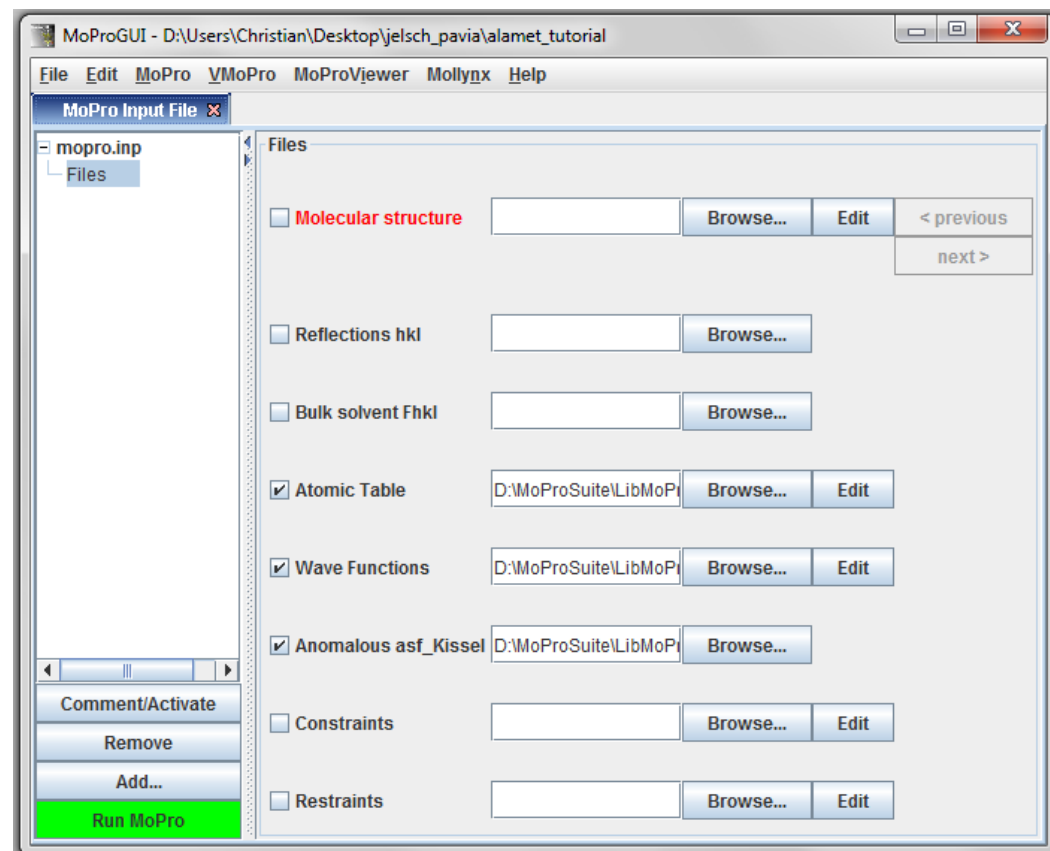 MoProGUI - D:\Users\Christian\Desktop\jelsch_pavia\alamet_tutorial
File Edit MoPro VMoPro MoProViewer Mollynx Help
MoPro Input File
mopro.inp
Files
Files
Molecular structure Browse... Edit < previous
next >
Reflections hkl Browse...
Bulk solvent Fhkl Browse...
Atomic Table D:\MoProSuite\LibMoPr Browse... Edit
Wave Functions D:\MoProSuite\LibMoPr Browse... Edit
Anomalous asf_Kissel D:\MoProSuite\LibMoPr Browse...
Constraints Browse... Edit
Restraints Browse... Edit
Comment/Activate
Remove
Add...
Run MoPro